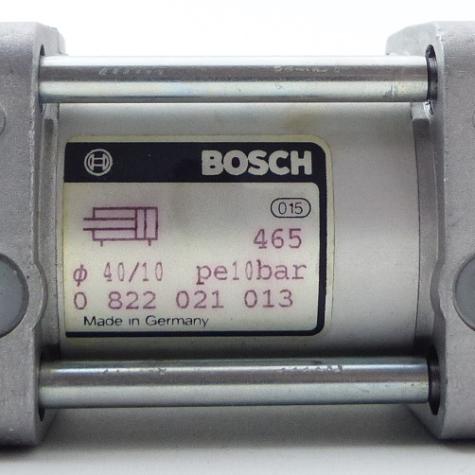 BOSCH
015
465
ϕ 40/10 pe10bar
0 822 021 013
Made in Germany